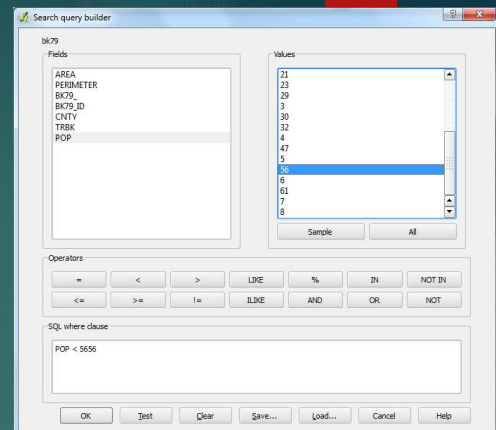 Search query builder
bk79
Fields
AREA
PERIMETER
BK79_
BK79_ID
CNTY
TRBK
POP
Values
21
23
29
3
30
32
4
47
5
56
6
61
7
8
Sample All
Operators
= < > LIKE % IN NOT IN
<= >= != ILIKE AND OR NOT
SQL where clause
POP < 5656
OK Test Clear Save... Load... Cancel Help